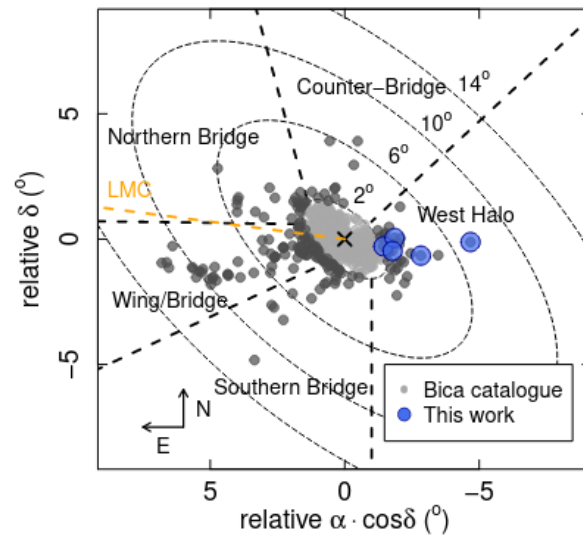 Counter−Bridge
14°
10°
Northern Bridge
6°
2°
LMC
West Halo
Wing/Bridge
Southern Bridge
Bica catalogue
This work
N
E
5
0
−5
5
0
−5
relative δ (°)
relative α · cosδ (°)